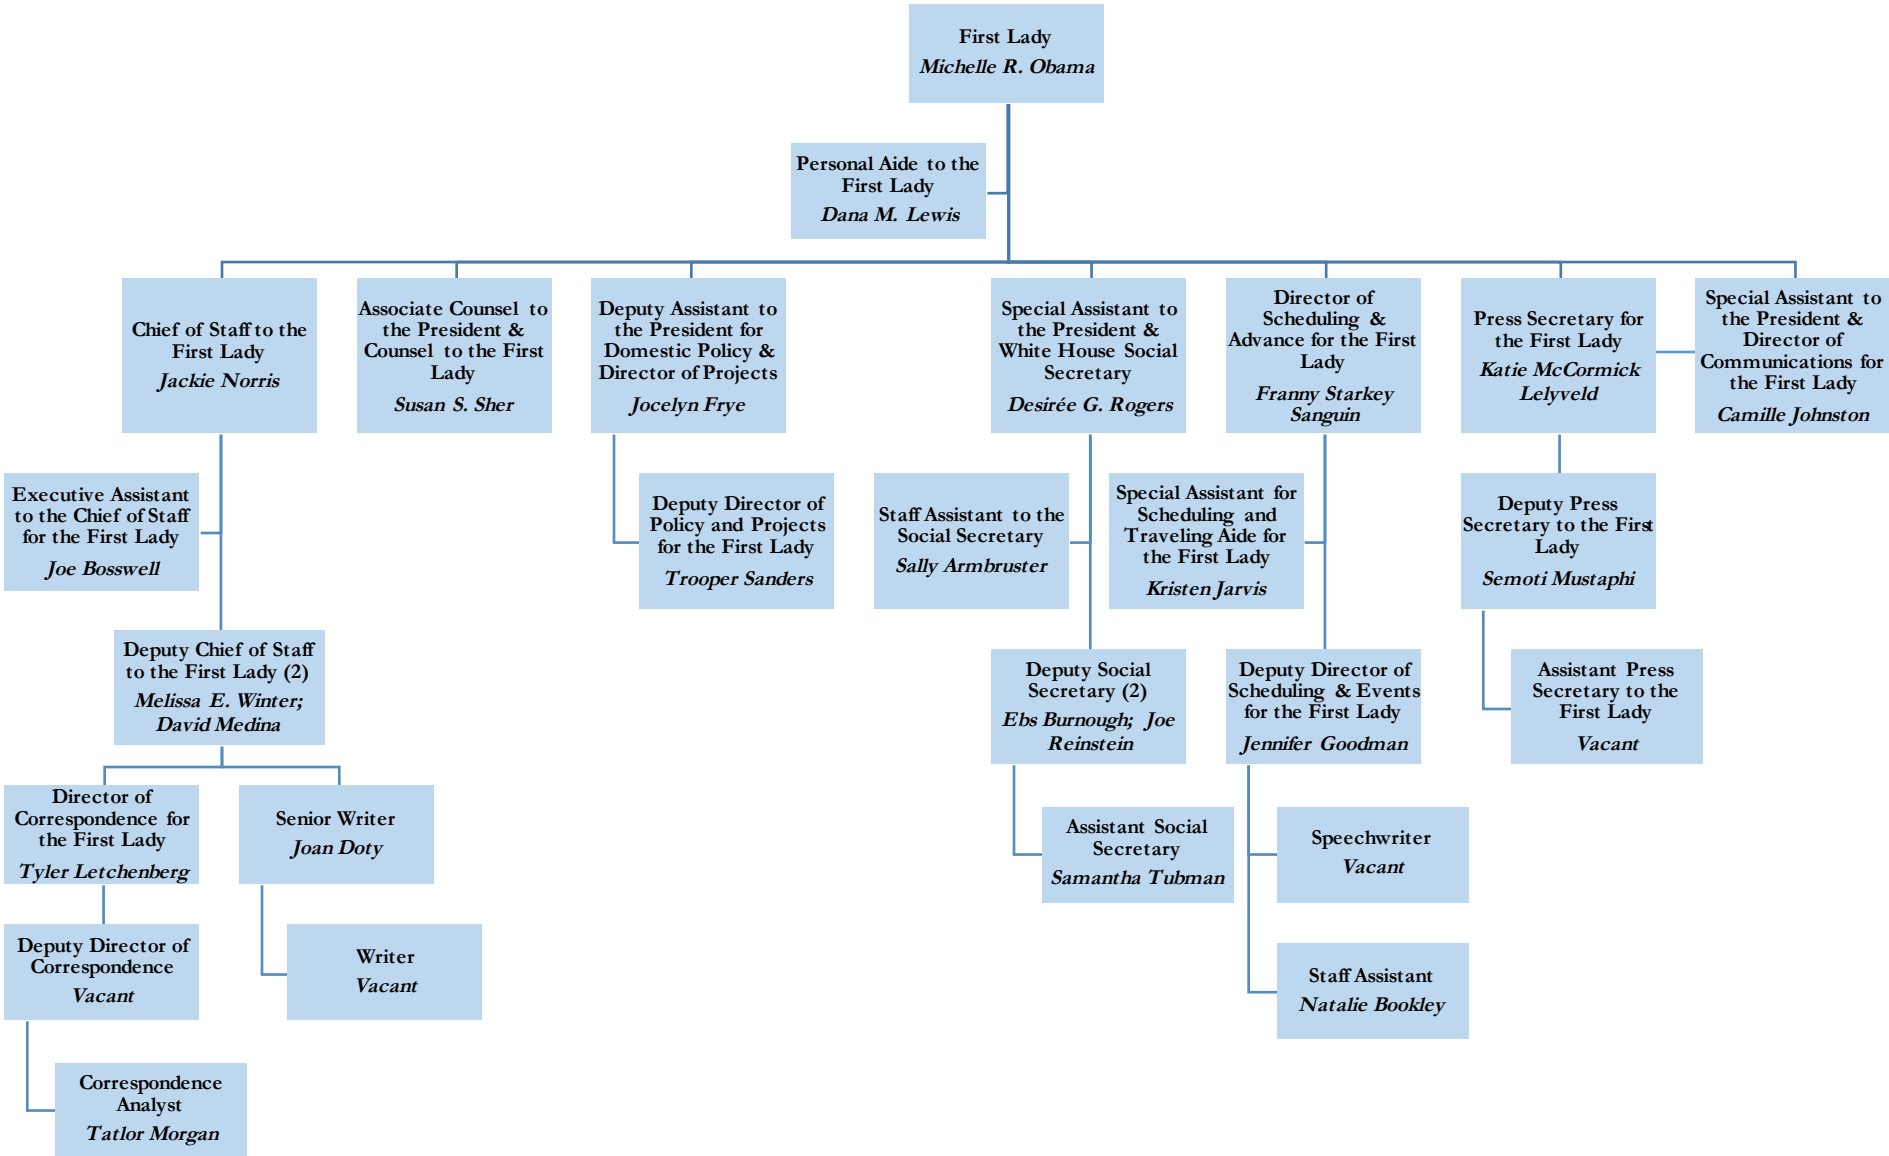 First Lady
Michelle R. Obama
Personal Aide to the
First Lady
Dana M. Lewis
Chief of Staff to the
First Lady
Jackie Norris
Associate Counsel to
the President &
Counsel to the First
Lady
Susan S. Sher
Deputy Assistant to
the President for
Domestic Policy &
Director of Projects
Jocelyn Frye
Special Assistant to
the President &
White House Social
Secretary
Desirée G. Rogers
Director of
Scheduling &
Advance for the First
Lady
Franny Starkey
Sanguin
Press Secretary for
the First Lady
Katie McCormick
Lelyveld
Special Assistant to
the President &
Director of
Communications for
the First Lady
Camille Johnston
Executive Assistant
to the Chief of Staff
for the First Lady
Joe Bosswell
Deputy Director of
Policy and Projects
for the First Lady
Trooper Sanders
Staff Assistant to the
Social Secretary
Sally Armbruster
Special Assistant for
Scheduling and
Traveling Aide for
the First Lady
Kristen Jarvis
Deputy Press
Secretary to the First
Lady
Semoti Mustaphi
Deputy Chief of Staff
to the First Lady (2)
Melissa E. Winter;
David Medina
Deputy Social
Secretary (2)
Ebs Burnough; Joe
Reinstein
Deputy Director of
Scheduling & Events
for the First Lady
Jennifer Goodman
Assistant Press
Secretary to the
First Lady
Vacant
Director of
Correspondence for
the First Lady
Tyler Letchenberg
Senior Writer
Joan Doty
Assistant Social
Secretary
Samantha Tubman
Speechwriter
Vacant
Deputy Director of
Correspondence
Vacant
Writer
Vacant
Staff Assistant
Natalie Bookley
Correspondence
Analyst
Tatlor Morgan